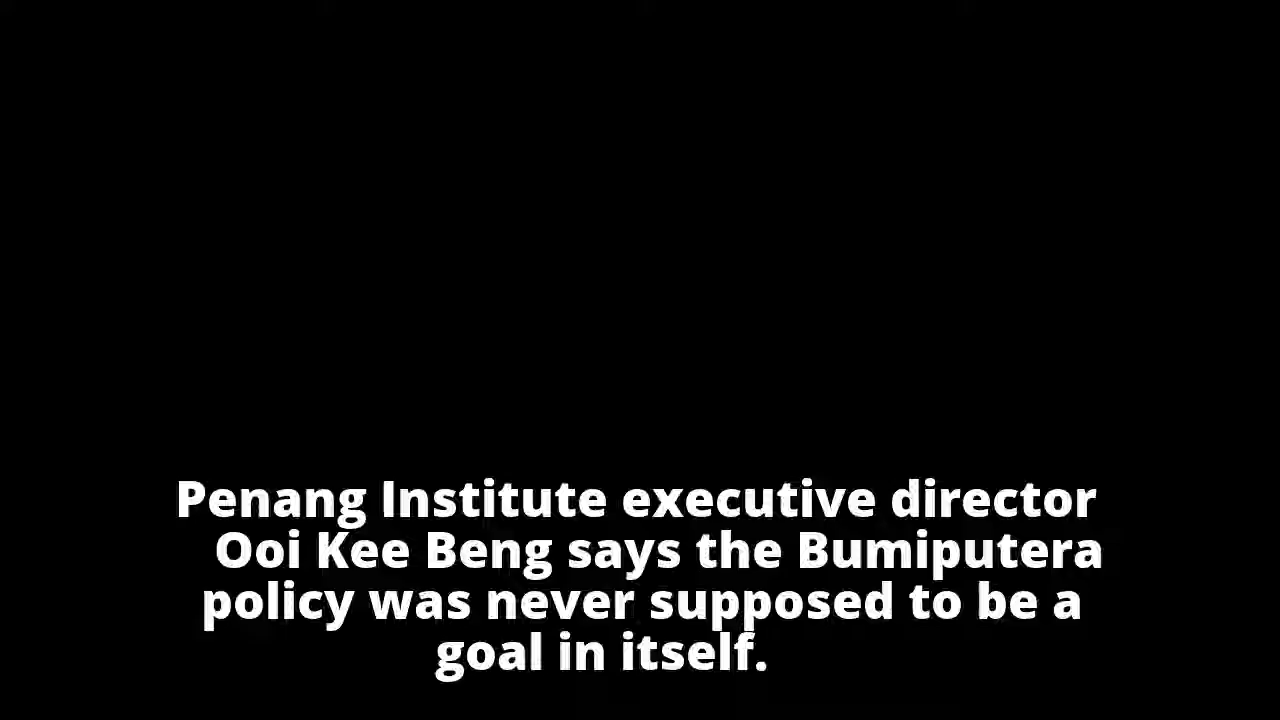 Penang Institute executive director
Ooi Kee Beng says the Bumiputera
policy was never supposed to be a
goal in itself.